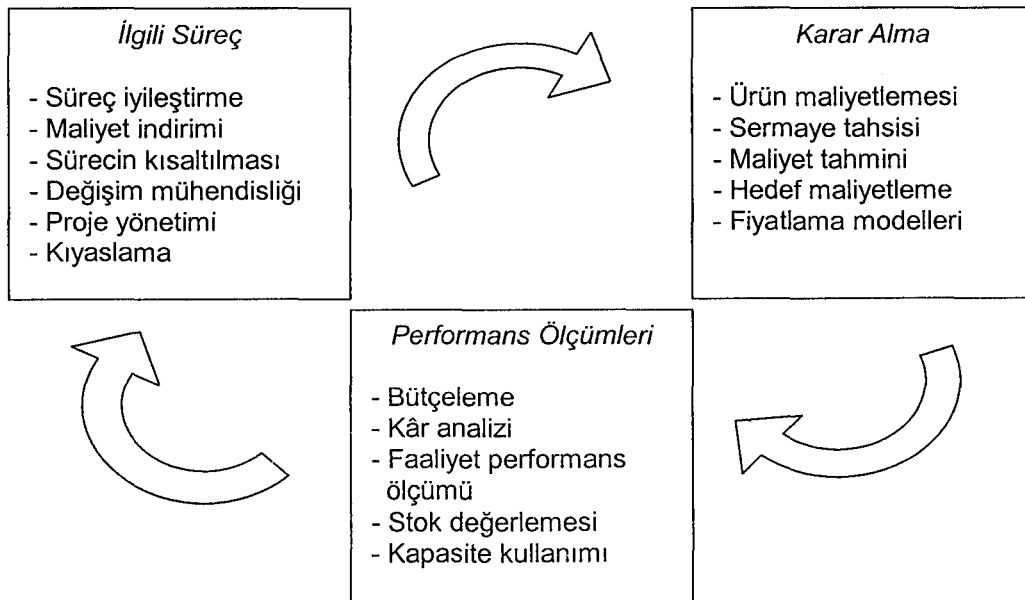 İlgili Süreç
- Süreç iyileştirme
- Maliyet indirimi
- Sürecin kısaltılması
- Değişim mühendisliği
- Proje yönetimi
- Kıyaslama
Karar Alma
- Ürün maliyetlemesi
- Sermaye tahsisi
- Maliyet tahmini
- Hedef maliyetleme
- Fiyatlama modelleri
Performans Ölçümleri
- Bütçeleme
- Kâr analizi
- Faaliyet performans
ölçümü
- Stok değerlemesi
- Kapasite kullanımı